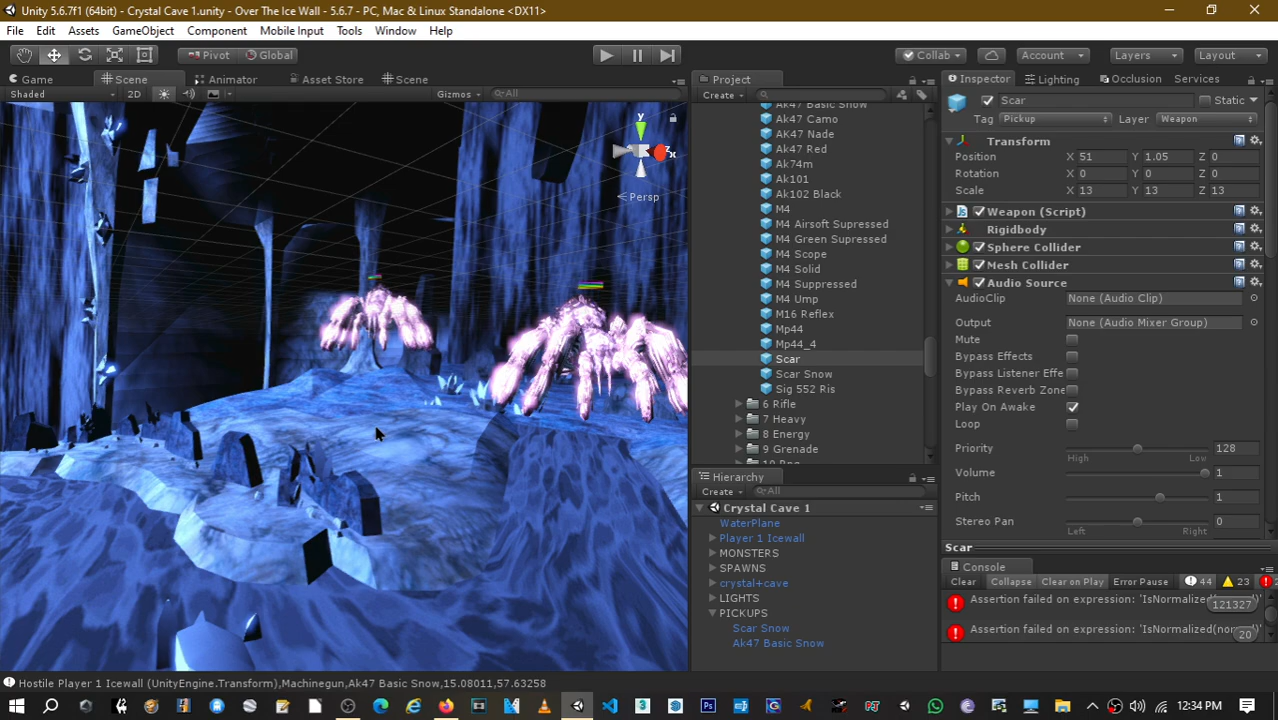 Unity 5.6.7f1 (64bit) - Crystal Cave 1.unity - Over The Ice Wall - 5.6.7 - PC, Mac & Linux Standalone <DX11>
File Edit Assets GameObject Component Mobile Input Tools Window Help
Pivot Global Collab Account Layers Layout
Game Scene Animator Asset Store Scene
Shaded 2D Gizmos All
y
x
Persp
Project
Create
Ak47 Basic Snow
Ak47 Camo
Ak47 Nade
Ak47 Red
Ak74m
Ak101
Ak102 Black
M4
M4 Airsoft Supressed
M4 Green Supressed
M4 Scope
M4 Solid
M4 Suppressed
M4 Ump
M16 Reflex
Mp44
Mp44_4
Scar
Scar Snow
Sig 552 Ris
6 Rifle
7 Heavy
8 Energy
9 Grenade
Hierarchy
Create All
Crystal Cave 1
WaterPlane
Player 1 Icewall
MONSTERS
SPAWNS
crystal+cave
LIGHTS
PICKUPS
Scar Snow
Ak47 Basic Snow
Inspector Lighting Occlusion Services
Scar Static
Tag Pickup Layer Weapon
Transform
Position X 51 Y 1.05 Z 0
Rotation X 0 Y 0 Z 0
Scale X 13 Y 13 Z 13
Weapon (Script)
Rigidbody
Sphere Collider
Mesh Collider
Audio Source
AudioClip None (Audio Clip)
Output None (Audio Mixer Group)
Mute
Bypass Effects
Bypass Listener Effe
Bypass Reverb Zone
Play On Awake
Loop
Priority 128
High Low
Volume 1
Pitch 1
Stereo Pan 0
Left Right
Scar
Console
Clear Collapse Clear on Play Error Pause 44 23
Assertion failed on expression: 'IsNormalized( 121327
Assertion failed on expression: 'IsNormalized(nor 20
Hostile Player 1 Icewall (UnityEngine.Transform),Machinegun,Ak47 Basic Snow,15.08011,57.63258
12:34 PM